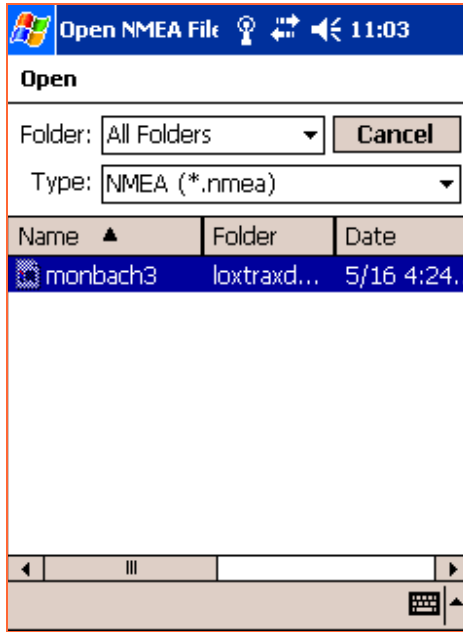 Open NMEA File 11:03
Open
Folder: All Folders Cancel
Type: NMEA (*.nmea)
Name Folder Date
monbach3 loxtraxd... 5/16 4:24.